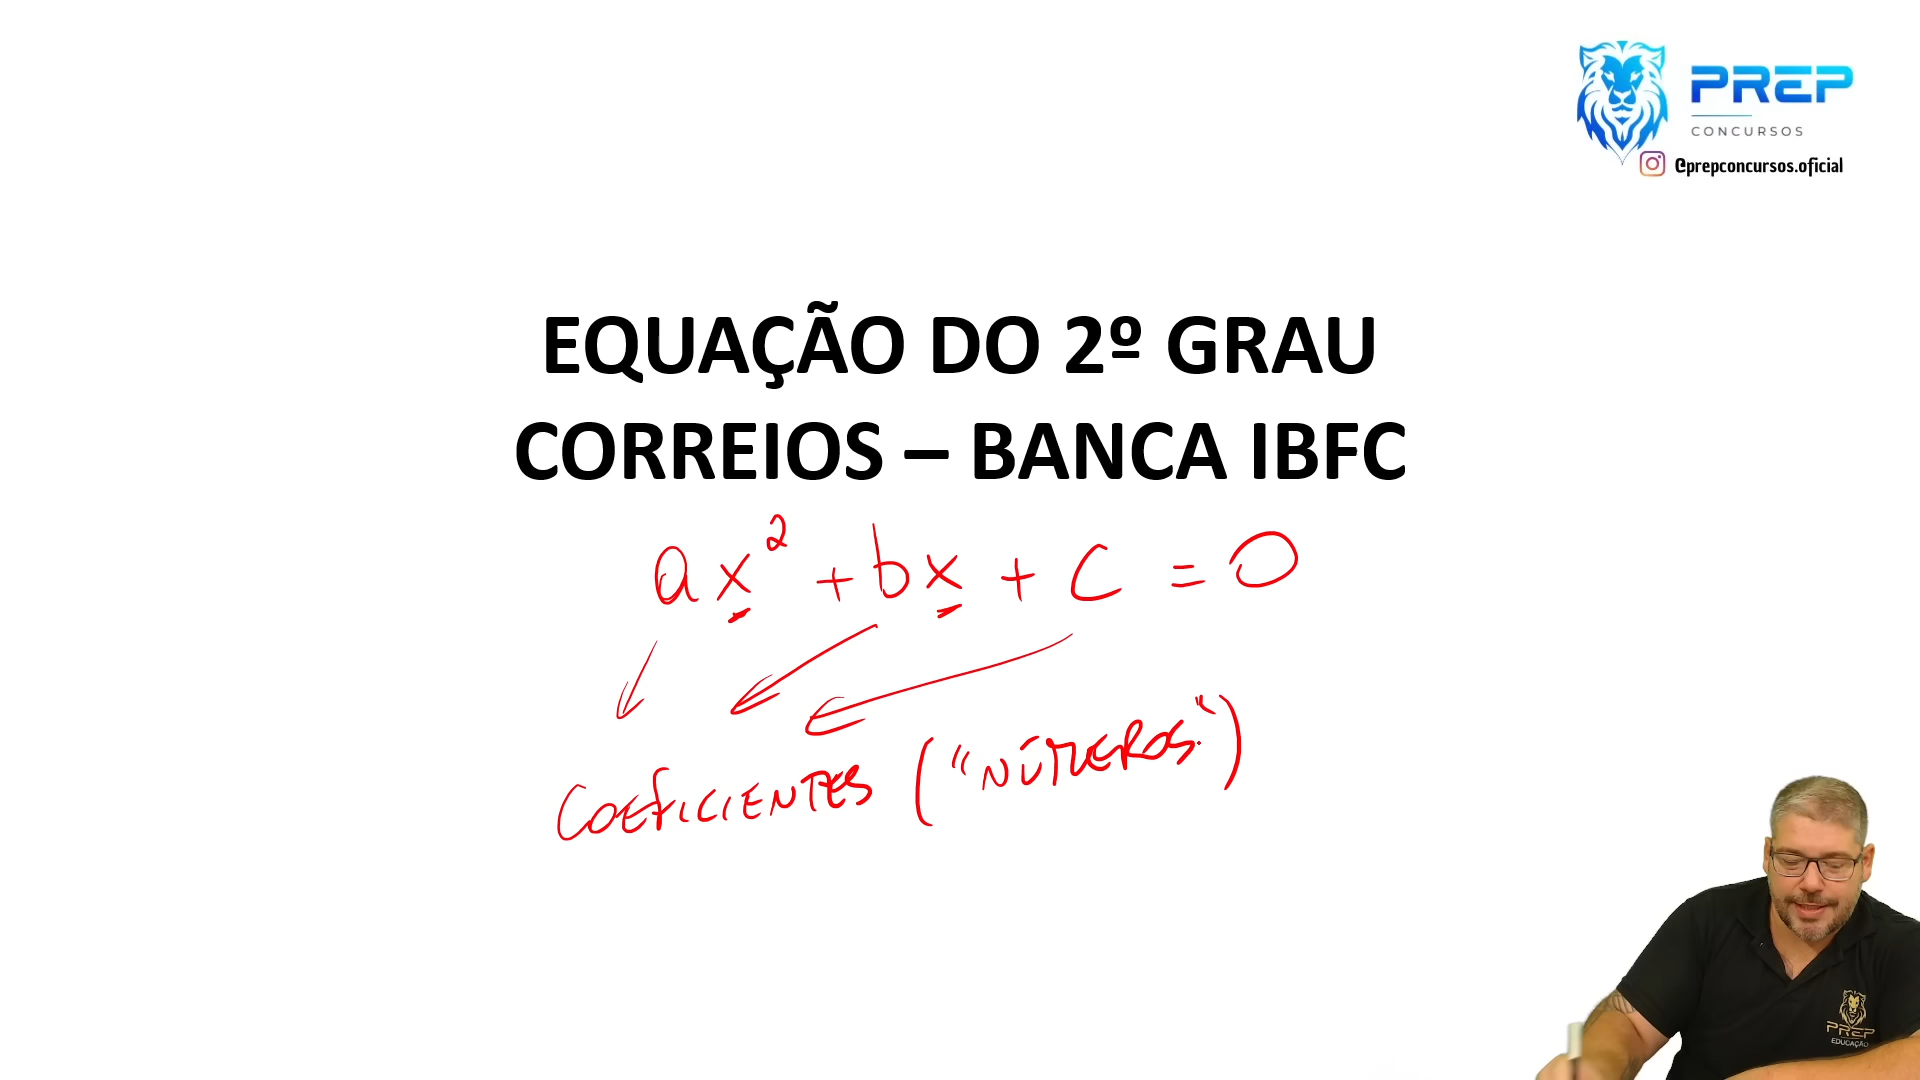 PREP
CONCURSOS
@prepconcursos.oficial
EQUAÇÃO DO 2º GRAU
CORREIOS – BANCA IBFC
ax² + bx + c = 0
COEFICIENTES ("NÚMEROS")
PREP
EDUCAÇÃO